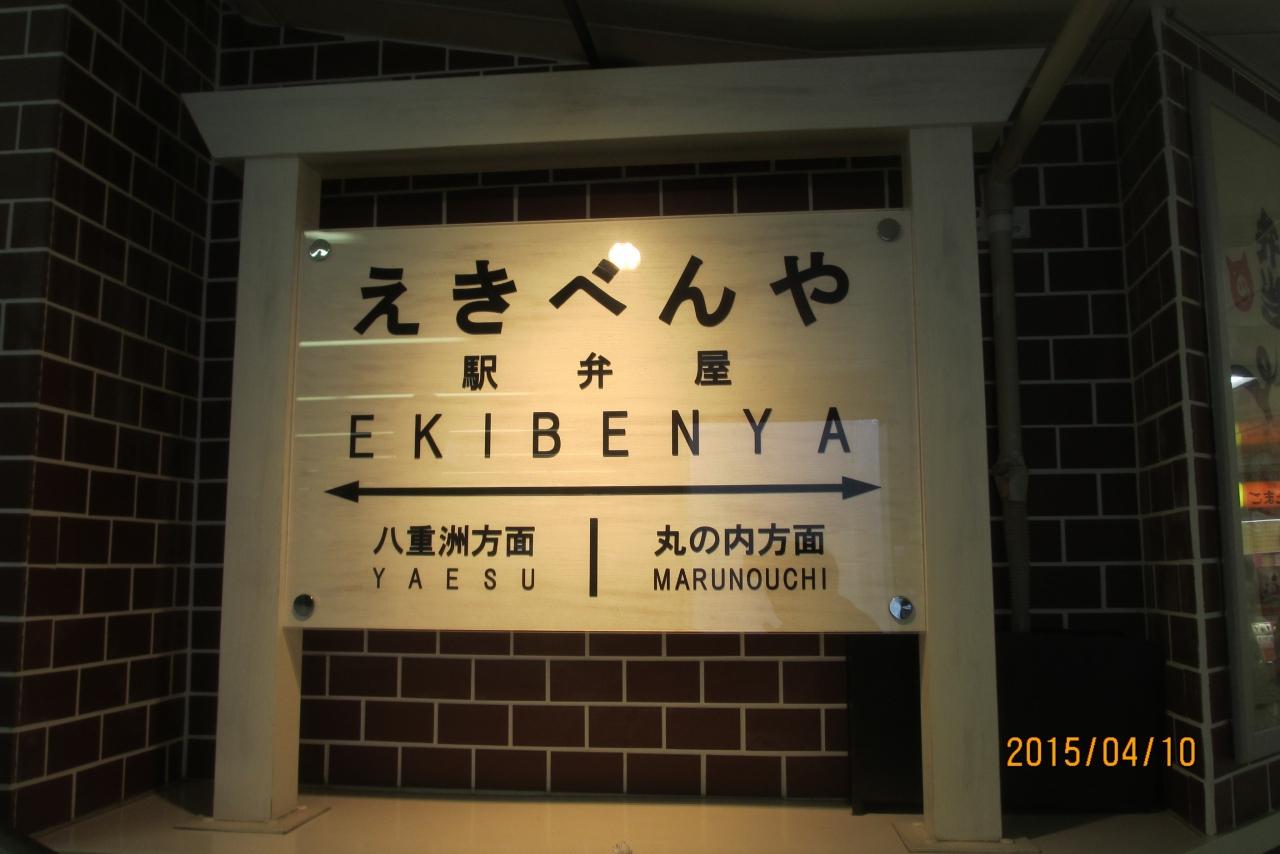 えきべんや
駅弁屋
EKIBENYA
八重洲方面
YAESU
丸の内方面
MARUNOUCHI
2015/04/10